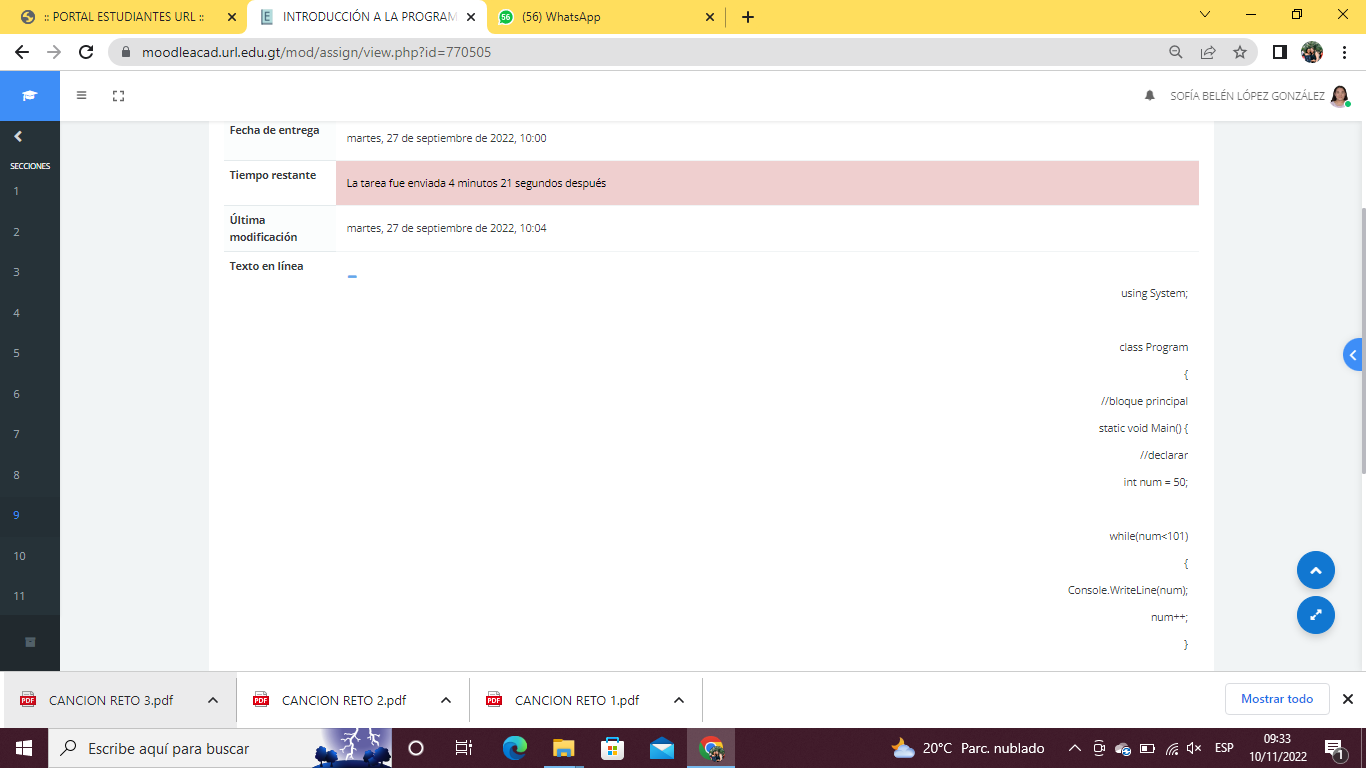 :: PORTAL ESTUDIANTES URL ::
INTRODUCCIÓN A LA PROGRAM
(56) WhatsApp
moodleacad.url.edu.gt/mod/assign/view.php?id=770505
SOFÍA BELÉN LÓPEZ GONZÁLEZ
SECCIONES
1
2
3
4
5
6
7
8
9
10
11
Fecha de entrega
martes, 27 de septiembre de 2022, 10:00
Tiempo restante
La tarea fue enviada 4 minutos 21 segundos después
Última
modificación
martes, 27 de septiembre de 2022, 10:04
Texto en línea
using System;
class Program
{
//bloque principal
static void Main() {
//declarar
int num = 50;
while(num<101)
{
Console.WriteLine(num);
num++;
}
PDF CANCION RETO 3.pdf
PDF CANCION RETO 2.pdf
PDF CANCION RETO 1.pdf
Mostrar todo
Escribe aquí para buscar
20°C Parc. nublado
ESP
09:33
10/11/2022
1